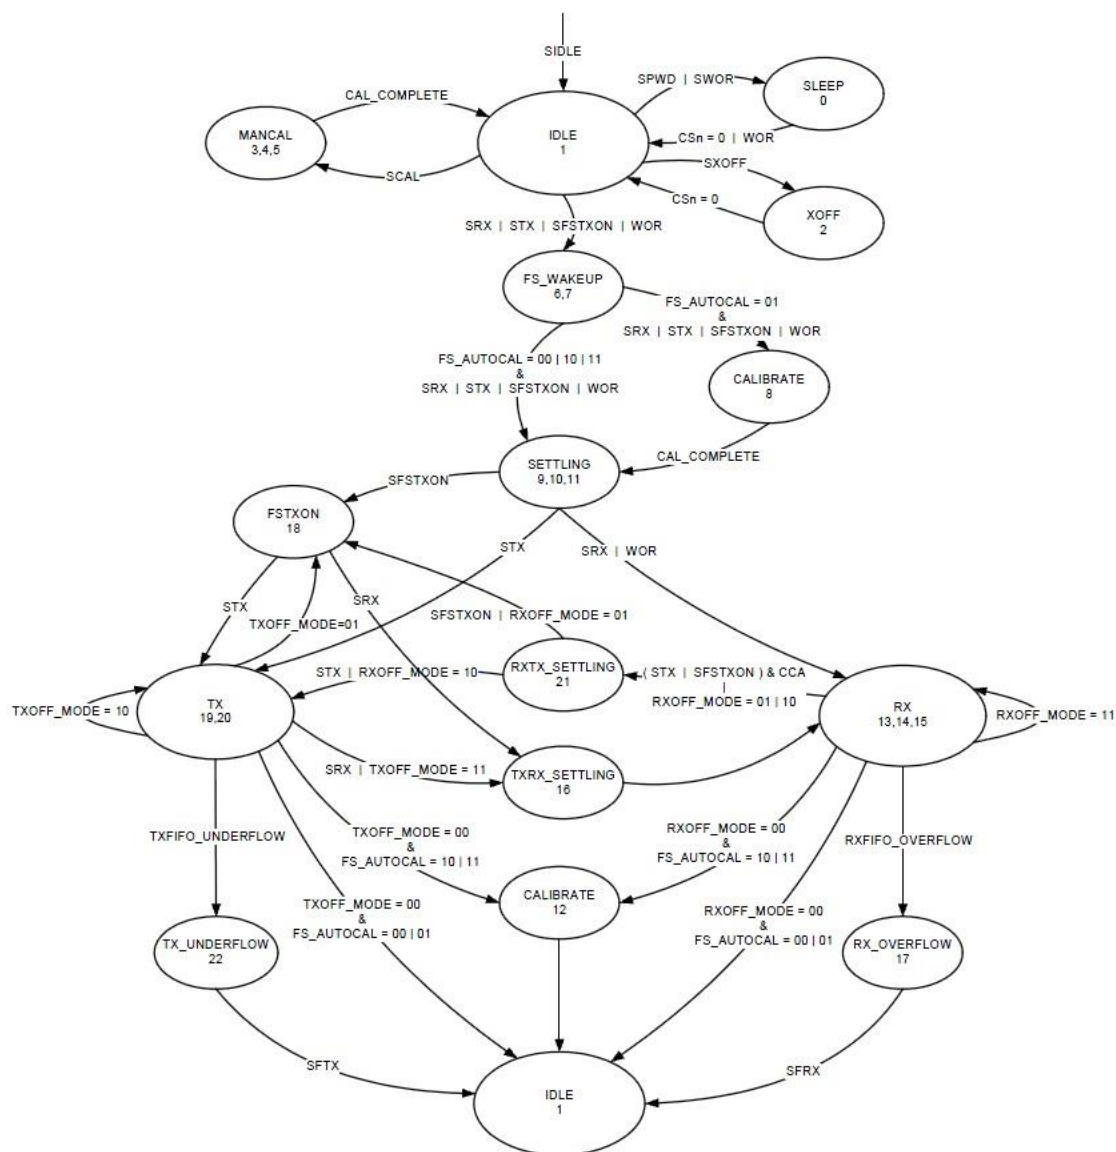 SIDLE
SPWD | SWOR
SLEEP
0
CAL_COMPLETE
MANCAL
3,4,5
IDLE
1
CSn = 0 | WOR
SCAL
SXOFF
CSn = 0
XOFF
2
SRX | STX | SFSTXON | WOR
FS_WAKEUP
6,7
FS_AUTOCAL = 01
&
SRX | STX | SFSTXON | WOR
FS_AUTOCAL = 00 | 10 | 11
&
SRX | STX | SFSTXON | WOR
CALIBRATE
8
CAL_COMPLETE
SETTLING
9,10,11
SFSTXON
FSTXON
18
STX
SRX | WOR
STX
SRX
TXOFF_MODE=01
SFSTXON | RXOFF_MODE = 01
RXTX_SETTLING
21
STX | RXOFF_MODE = 10
( STX | SFSTXON ) & CCA
|
RXOFF_MODE = 01 | 10
TXOFF_MODE = 10
TX
19,20
RX
13,14,15
RXOFF_MODE = 11
SRX | TXOFF_MODE = 11
TXRX_SETTLING
16
TXFIFO_UNDERFLOW
TXOFF_MODE = 00
&
FS_AUTOCAL = 10 | 11
RXOFF_MODE = 00
&
FS_AUTOCAL = 10 | 11
RXFIFO_OVERFLOW
CALIBRATE
12
TXOFF_MODE = 00
&
FS_AUTOCAL = 00 | 01
RXOFF_MODE = 00
&
FS_AUTOCAL = 00 | 01
TX_UNDERFLOW
22
RX_OVERFLOW
17
SFTX
SFRX
IDLE
1